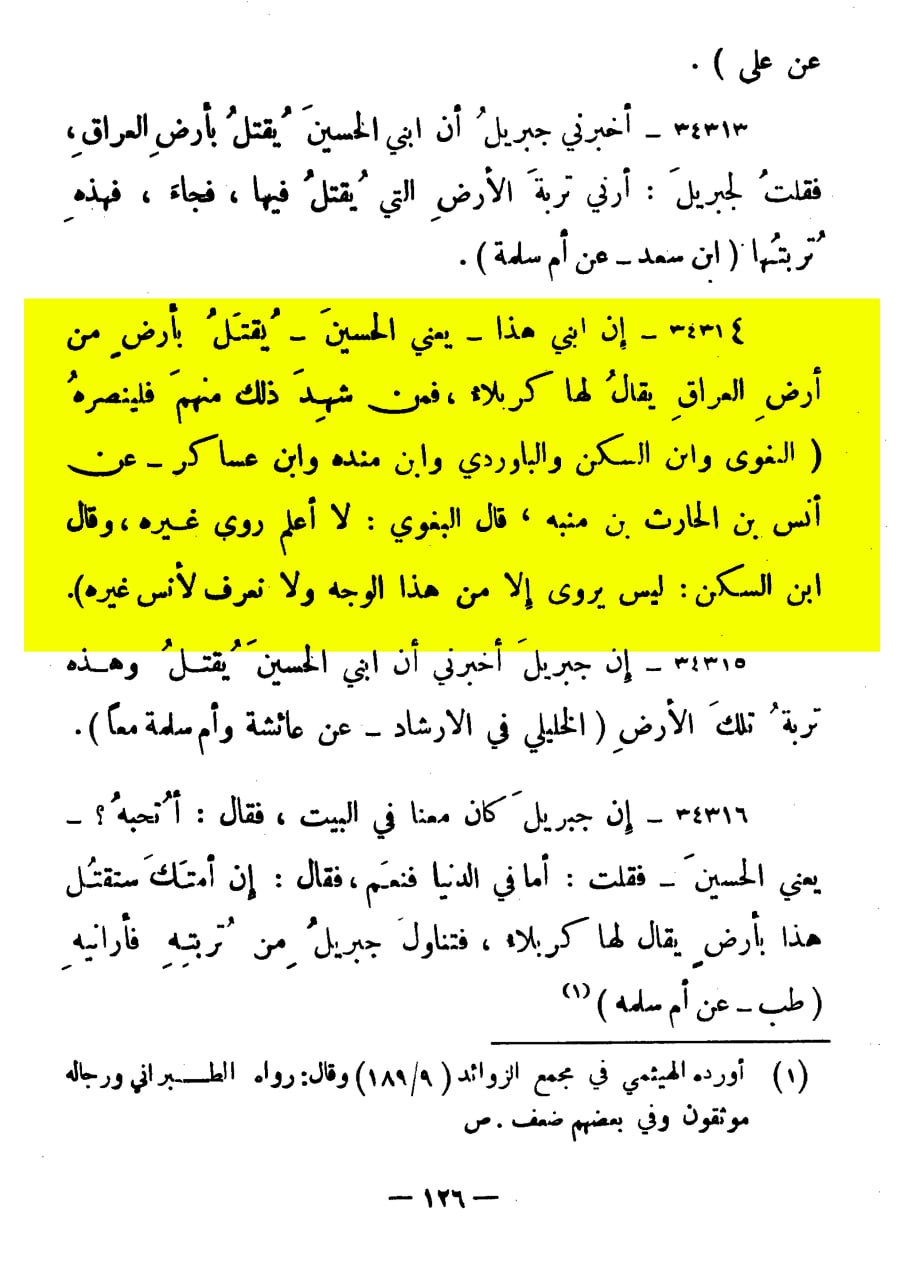 عن علي ) .
٣٤٣١٣ ـ أخبرني جبريلُ أن ابني الحسينَ يُقتلُ بأرضِ العراقِ،
فقلتُ لجبريلَ : أرني تربةَ الأرضِ التي يُقتلُ فيها ، فجاءَ ، فهذهِ
تُربتُها ( ابن سعد ـ عن أم سلمة ) .
٣٤٣١٤ ـ إن ابني هذا ـ يعني الحسينَ ـ يُقتَلُ بأرضٍ من
أرضِ العراقِ يقالُ لها كربلاء ، فمن شهِدَ ذلك منهمَ فلينصرهُ
( البغوى وابن السكن والباوردي وابن منده وابن عساكر ـ عن
أنس بن الحارث بن منبه ، قال البغوي : لا أعلم روى غيره ، وقال
ابن السكن : ليس يروى إلا من هذا الوجه ولا نعرف لأنس غيره).
٣٤٣١٥ ـ إن جبريلَ أخبرني أن ابني الحسينَ يُقتلُ وهذه
تربةُ تلكَ الأرضِ ( الخليلي في الارشاد ـ عن عائشة وأم سلمة معاً ) .
٣٤٣١٦ ـ إن جبريلَ كان معنا في البيت ، فقال : أتُحبهُ ؟ ـ
يعني الحسينَ ـ فقلت : أما في الدنيا فنعَم ، فقال : إن أمتَكَ ستقتُل
هذا بأرضٍ يقال لها كربلاء ، فتناولَ جبريلُ مِن تُربتِهِ فأرانيهِ
( طب ـ عن أم سلمه ) (١)
(١) أورده الهيثمي في مجمع الزوائد ( ١٨٩/٩ ) وقال: رواه الطبراني ورجاله
موثقون وفي بعضهم ضعف . ص
— ١٢٦ —